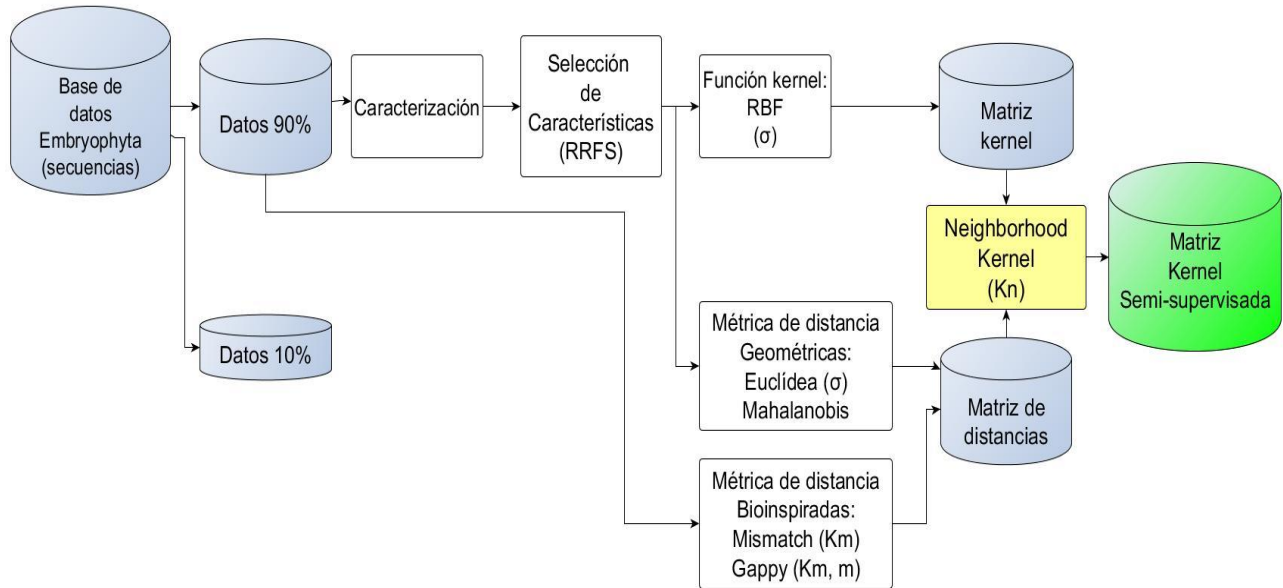 Base de
datos
Embryophyta
(secuencias)
Datos 90%
Datos 10%
Caracterización
Selección
de
Características
(RRFS)
Función kernel:
RBF
(σ)
Matriz
kernel
Neighborhood
Kernel
(Kn)
Matriz
Kernel
Semi-supervisada
Métrica de distancia
Geométricas:
Euclídea (σ)
Mahalanobis
Matriz de
distancias
Métrica de distancia
Bioinspiradas:
Mismatch (Km)
Gappy (Km, m)